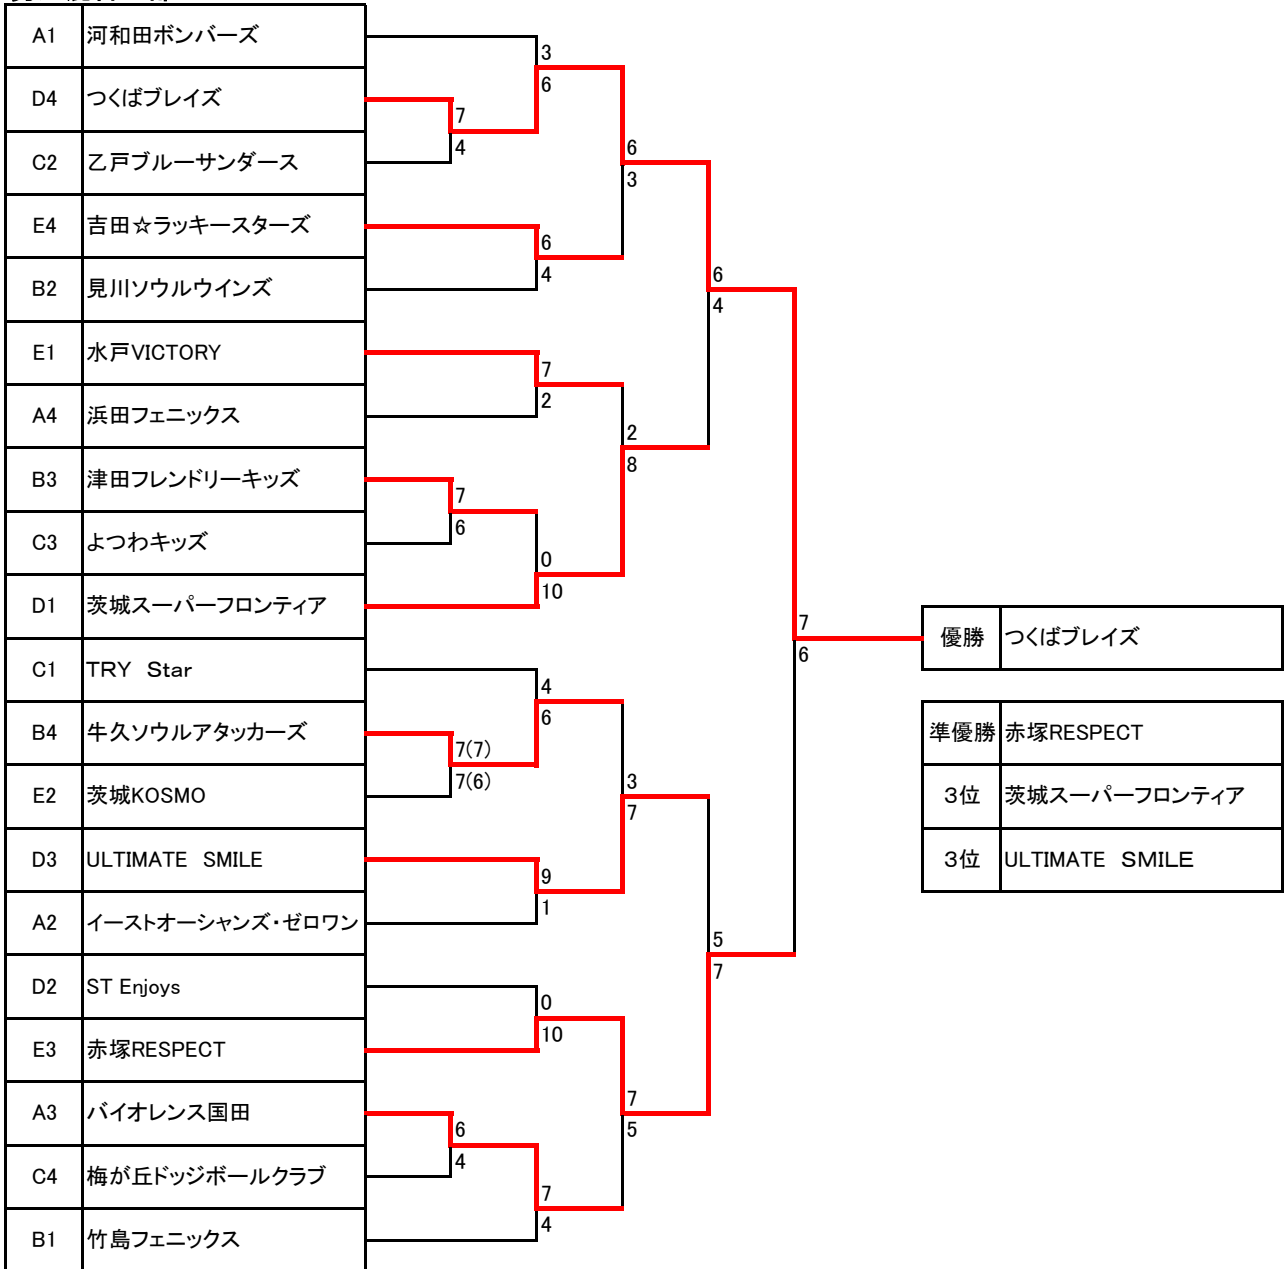 A1 河和田ボンバーズ
D4 つくばブレイズ
C2 乙戸ブルーサンダース
E4 吉田☆ラッキースターズ
B2 見川ソウルウインズ
E1 水戸VICTORY
A4 浜田フェニックス
B3 津田フレンドリーキッズ
C3 よつわキッズ
D1 茨城スーパーフロンティア
C1 TRY　Star
B4 牛久ソウルアタッカーズ
E2 茨城KOSMO
D3 ULTIMATE　SMILE
A2 イーストオーシャンズ・ゼロワン
D2 ST Enjoys
E3 赤塚RESPECT
A3 バイオレンス国田
C4 梅が丘ドッジボールクラブ
B1 竹島フェニックス
7
4
7
6
7(7)
7(6)
6
4
3
6
6
4
7
2
0
10
4
6
9
1
0
10
7
4
6
3
2
8
3
7
7
5
6
4
5
7
7
6
優勝 つくばブレイズ
準優勝 赤塚RESPECT
3位 茨城スーパーフロンティア
3位 ULTIMATE　SMILE